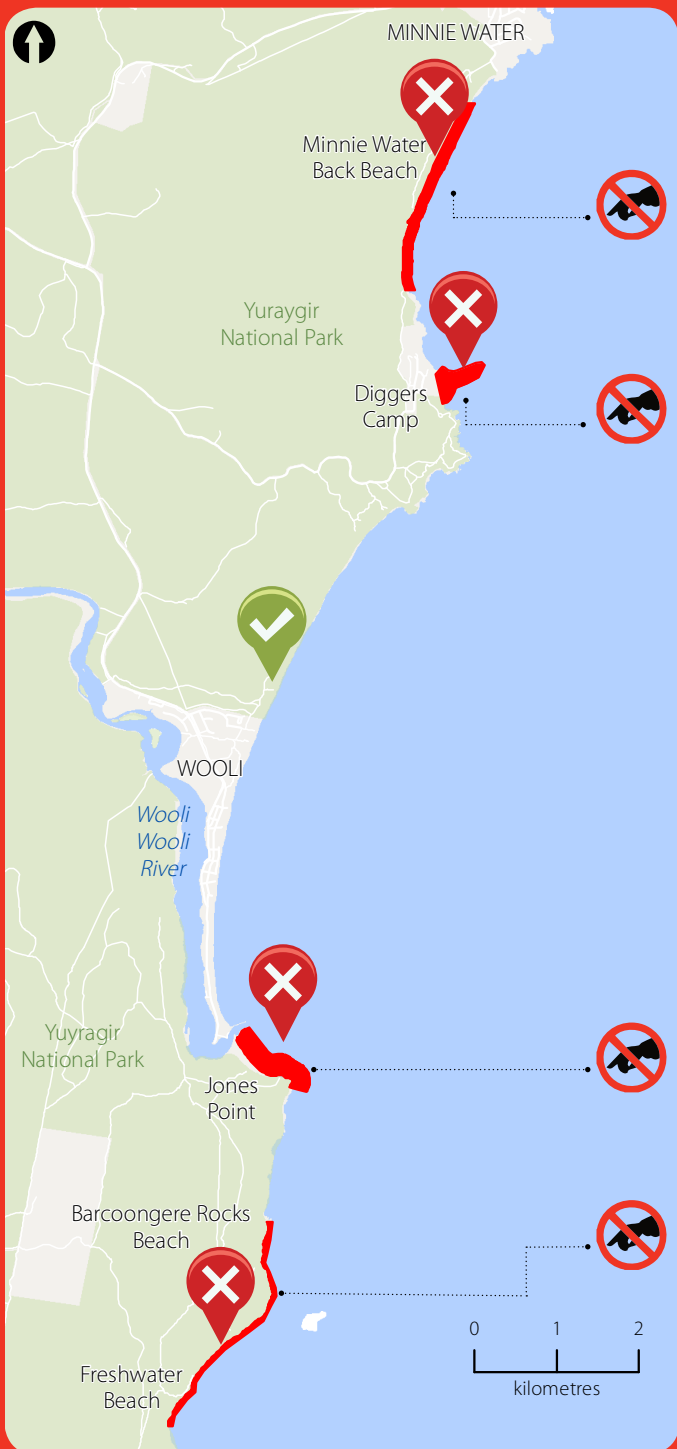 MINNIE WATER
Minnie Water
Back Beach
Yuraygir
National Park
Diggers
Camp
WOOLI
Wooli
Wooli
River
Yuyragir
National Park
Jones
Point
Barcoongere Rocks
Beach
Freshwater
Beach
0 1 2
kilometres